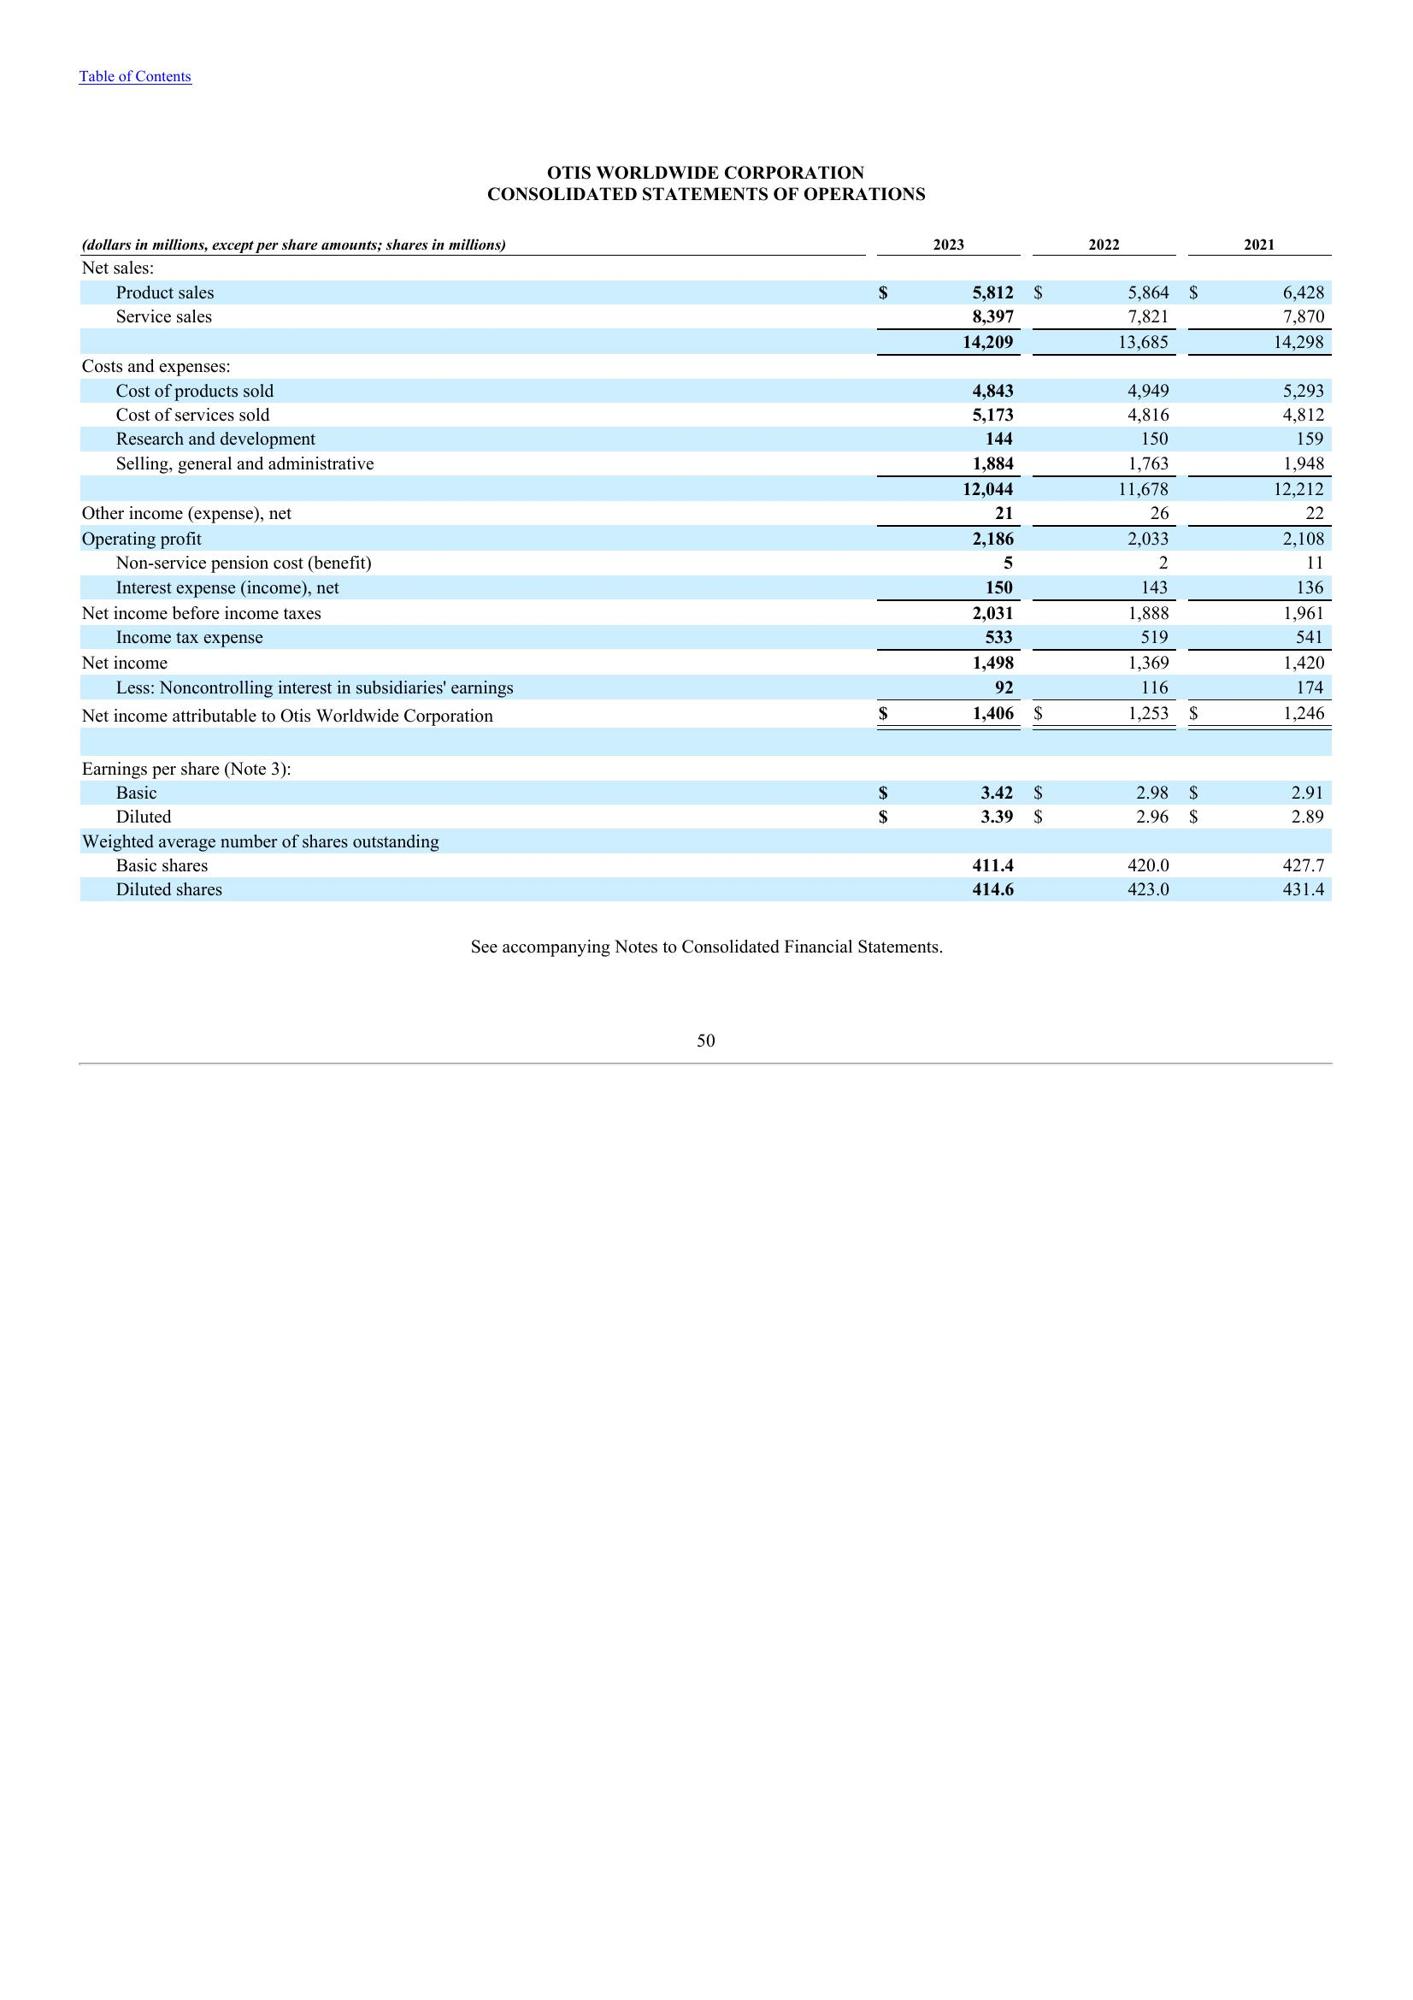 Table of Contents
OTIS WORLDWIDE CORPORATION
CONSOLIDATED STATEMENTS OF OPERATIONS
(dollars in millions, except per share amounts; shares in millions) 2023 2022 2021
Net sales:
Product sales $ 5,812 $ 5,864 $ 6,428
Service sales 8,397 7,821 7,870
14,209 13,685 14,298
Costs and expenses:
Cost of products sold 4,843 4,949 5,293
Cost of services sold 5,173 4,816 4,812
Research and development 144 150 159
Selling, general and administrative 1,884 1,763 1,948
12,044 11,678 12,212
Other income (expense), net 21 26 22
Operating profit 2,186 2,033 2,108
Non-service pension cost (benefit) 5 2 11
Interest expense (income), net 150 143 136
Net income before income taxes 2,031 1,888 1,961
Income tax expense 533 519 541
Net income 1,498 1,369 1,420
Less: Noncontrolling interest in subsidiaries' earnings 92 116 174
Net income attributable to Otis Worldwide Corporation $ 1,406 $ 1,253 $ 1,246
Earnings per share (Note 3):
Basic $ 3.42 $ 2.98 $ 2.91
Diluted $ 3.39 $ 2.96 $ 2.89
Weighted average number of shares outstanding
Basic shares 411.4 420.0 427.7
Diluted shares 414.6 423.0 431.4
See accompanying Notes to Consolidated Financial Statements.
50